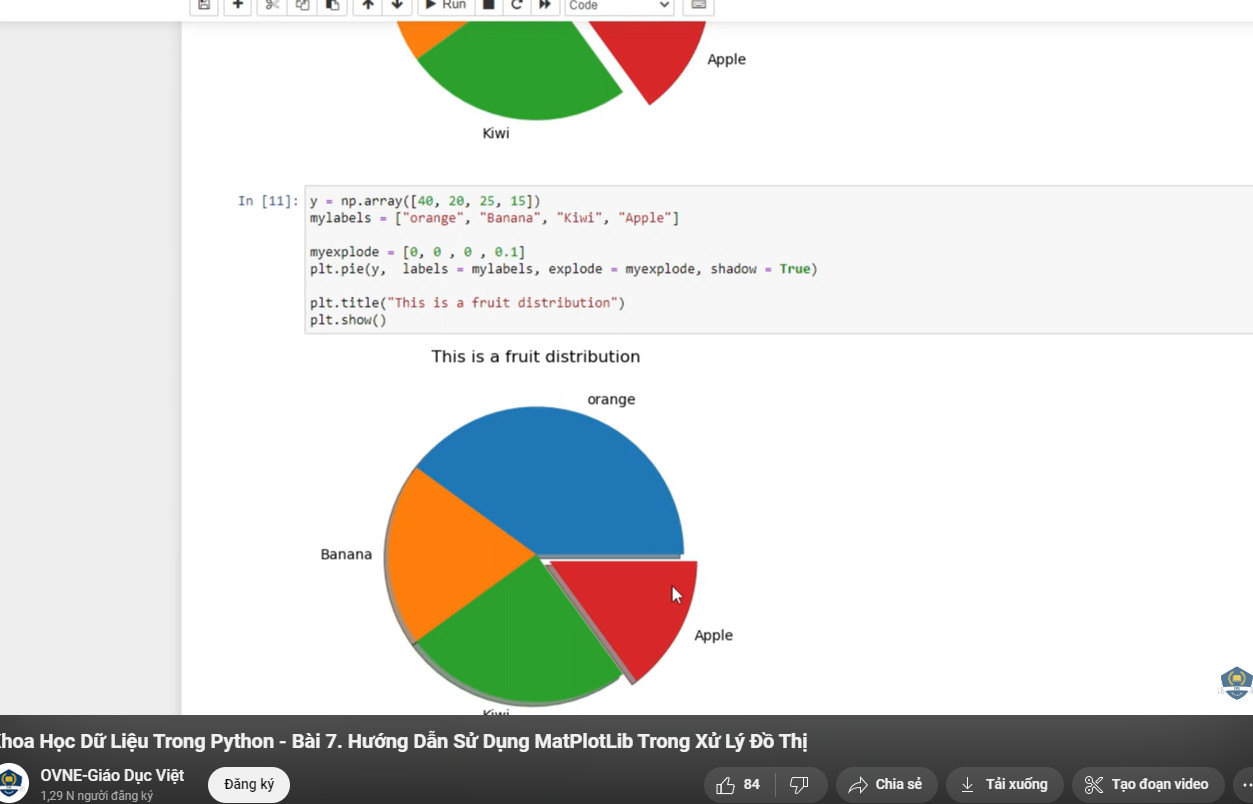 Run
Code
Apple
Kiwi
In [11]:
y = np.array([40, 20, 25, 15])
mylabels = ["orange", "Banana", "Kiwi", "Apple"]
myexplode = [0, 0 , 0 , 0.1]
plt.pie(y,  labels = mylabels, explode = myexplode, shadow = True)
plt.title("This is a fruit distribution")
plt.show()
This is a fruit distribution
orange
Banana
Apple
Kiwi
hoa Học Dữ Liệu Trong Python - Bài 7. Hướng Dẫn Sử Dụng MatPlotLib Trong Xử Lý Đồ Thị
OVNE-Giáo Dục Việt
1,29 N người đăng ký
Đăng ký
84
Chia sẻ
Tải xuống
Tạo đoạn video